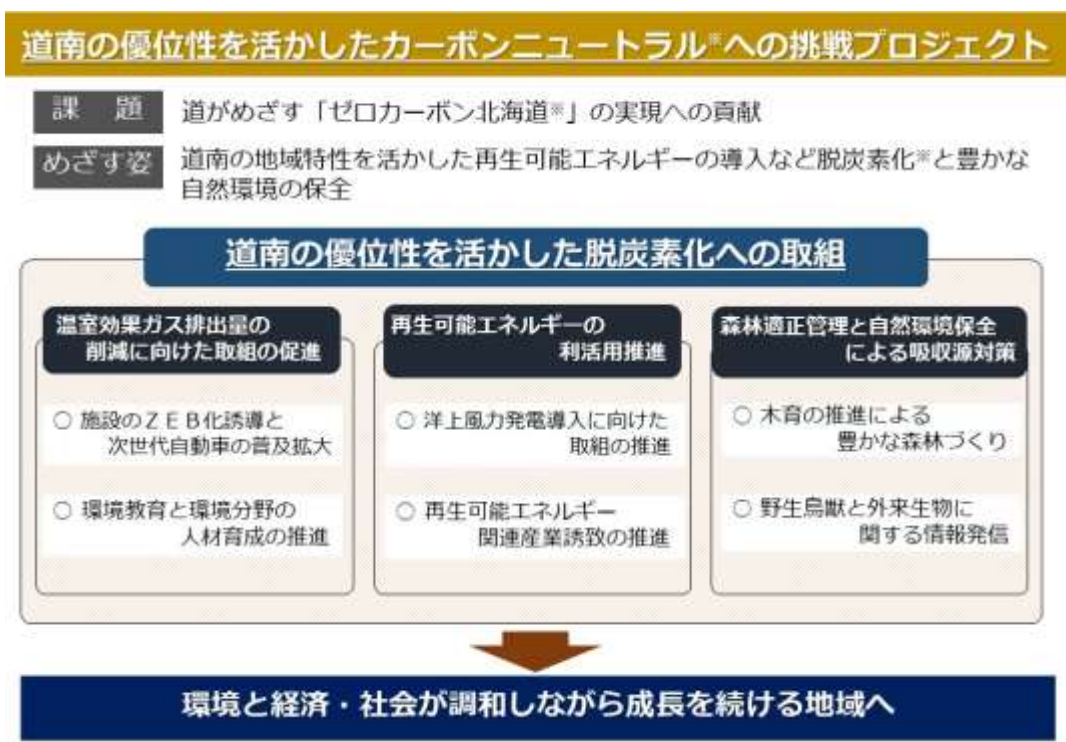 道南の優位性を活かしたカーボンニュートラル※への挑戦プロジェクト
課 題
道がめざす「ゼロカーボン北海道※」の実現への貢献
めざす姿
道南の地域特性を活かした再生可能エネルギーの導入など脱炭素化※と豊かな
自然環境の保全
道南の優位性を活かした脱炭素化への取組
温室効果ガス排出量の
削減に向けた取組の促進
○ 施設のZEB化誘導と
次世代自動車の普及拡大
○ 環境教育と環境分野の
人材育成の推進
再生可能エネルギーの
利活用推進
○ 洋上風力発電導入に向けた
取組の推進
○ 再生可能エネルギー
関連産業誘致の推進
森林適正管理と自然環境保全
による吸収源対策
○ 木育の推進による
豊かな森林づくり
○ 野生鳥獣と外来生物に
関する情報発信
環境と経済・社会が調和しながら成長を続ける地域へ